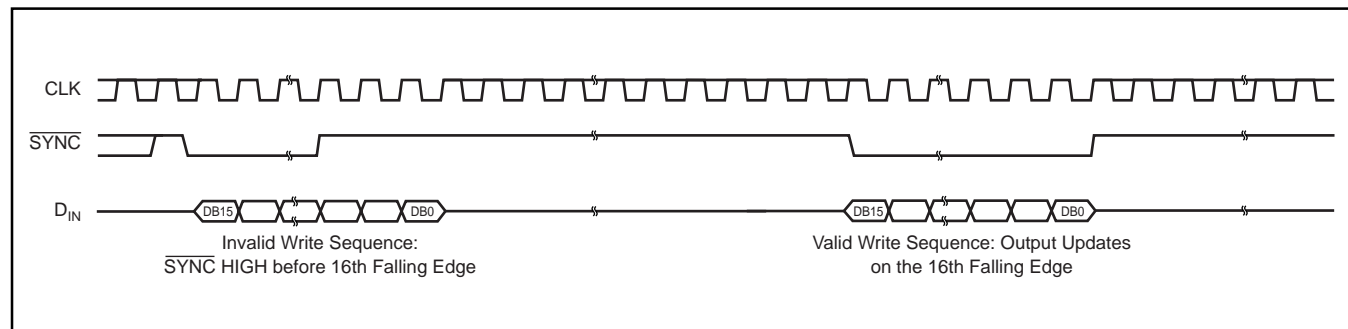 CLK
SYNC
DIN
DB15
DB0
DB15
DB0
Invalid Write Sequence:
SYNC HIGH before 16th Falling Edge
Valid Write Sequence: Output Updates
on the 16th Falling Edge